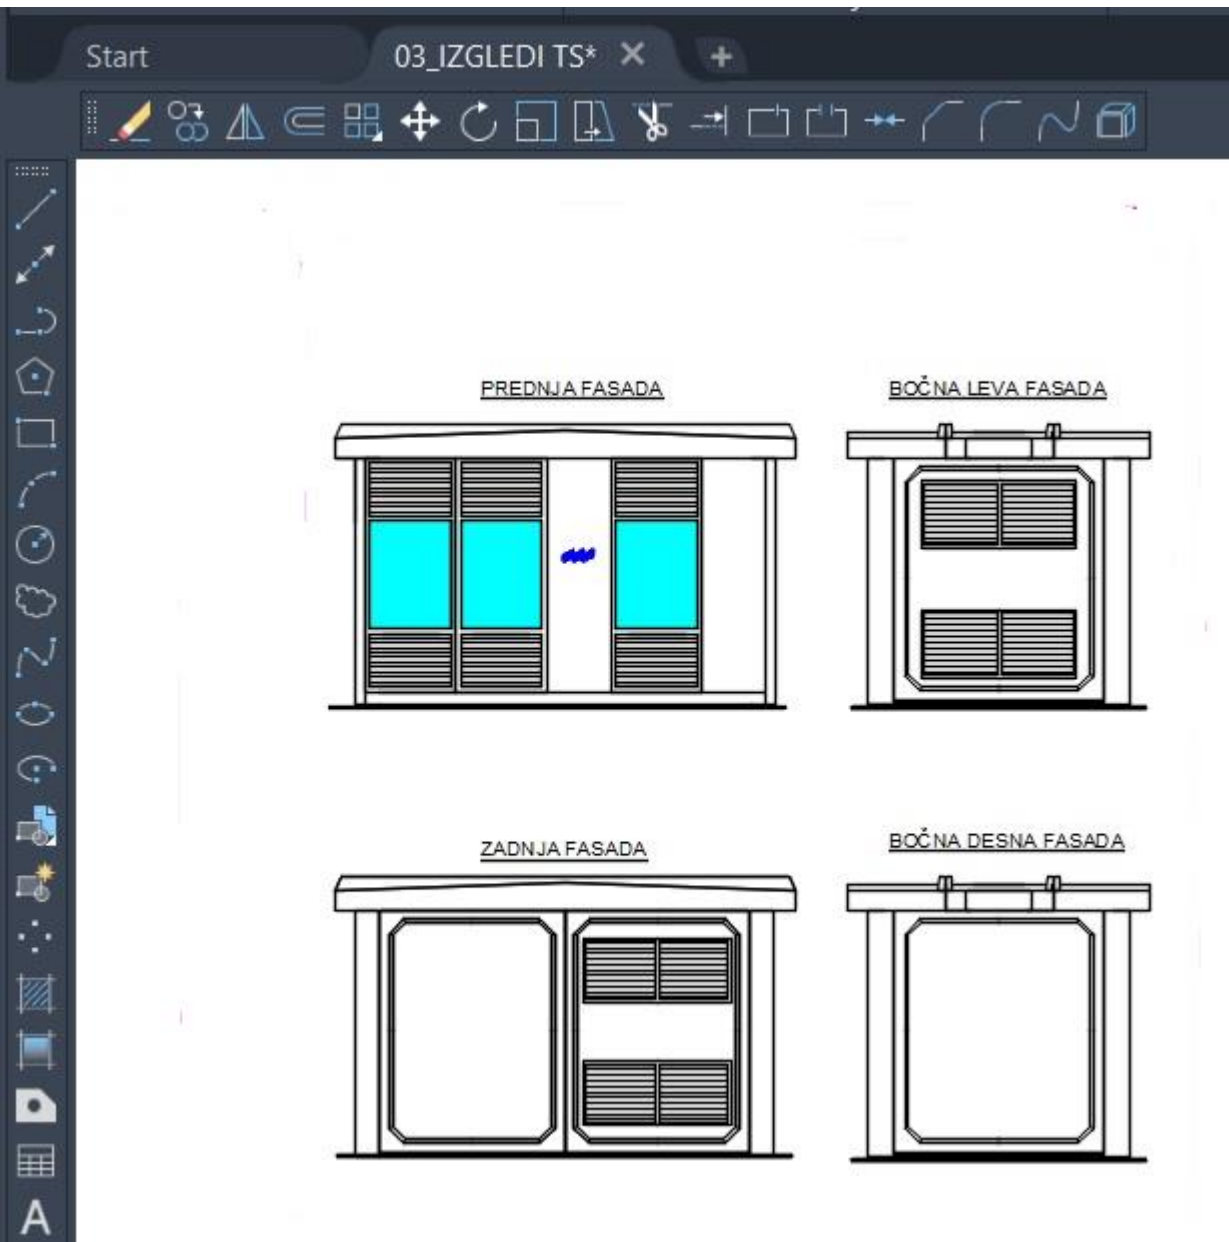 Start
03_IZGLEDI TS*
PREDNJA FASADA
BOČNA LEVA FASADA
ZADNJA FASADA
BOČNA DESNA FASADA